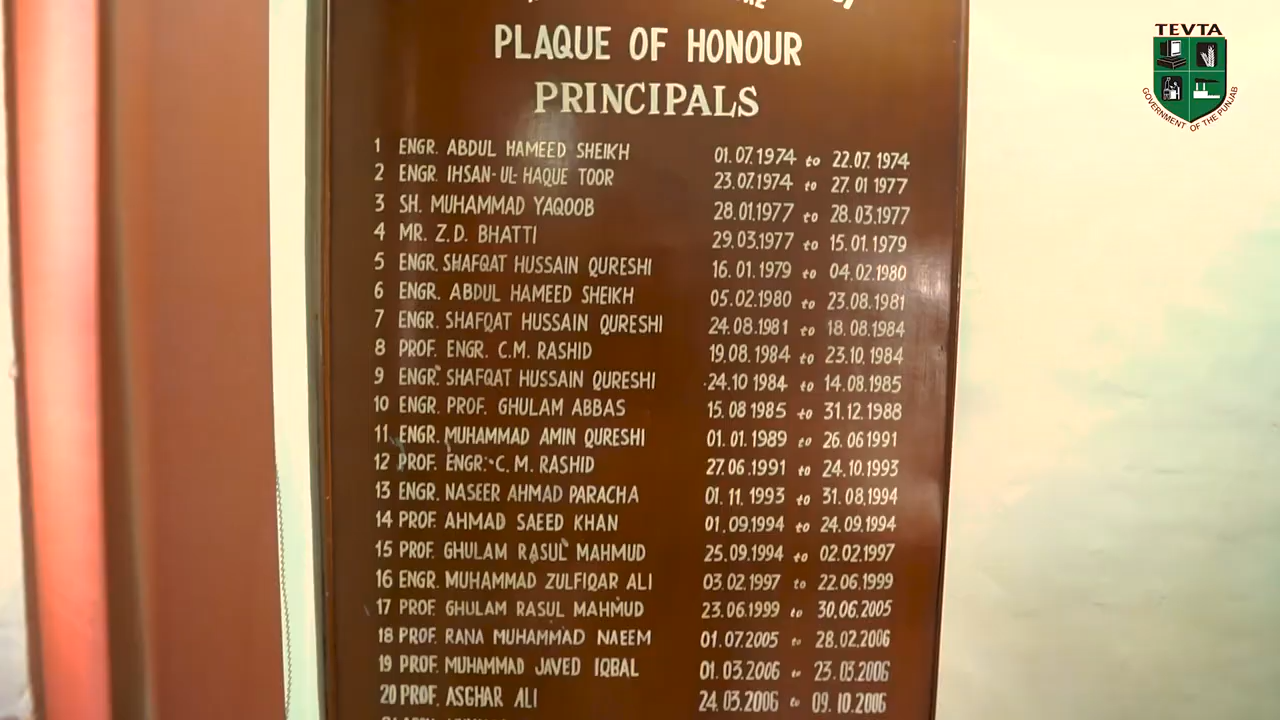 PLAQUE OF HONOUR
PRINCIPALS
1 ENGR. ABDUL HAMEED SHEIKH 01.07.1974 to 22.07.1974
2 ENGR. IHSAN-UL-HAQUE TOOR 23.07.1974 to 27.01 1977
3 SH. MUHAMMAD YAQOOB 28.01.1977 to 28.03.1977
4 MR. Z.D. BHATTI 29.03.1977 to 15.01.1979
5 ENGR. SHAFQAT HUSSAIN QURESHI 16.01.1979 to 04.02.1980
6 ENGR. ABDUL HAMEED SHEIKH 05.02.1980 to 23.08.1981
7 ENGR. SHAFQAT HUSSAIN QURESHI 24.08.1981 to 18.08.1984
8 PROF. ENGR. C.M. RASHID 19.08.1984 to 23.10.1984
9 ENGR. SHAFQAT HUSSAIN QURESHI 24.10 1984 to 14.08.1985
10 ENGR. PROF. GHULAM ABBAS 15.08 1985 to 31.12.1988
11 ENGR. MUHAMMAD AMIN QURESHI 01.01.1989 to 26.06 1991
12 PROF. ENGR. C.M. RASHID 27.06.1991 to 24.10.1993
13 ENGR. NASEER AHMAD PARACHA 01.11.1993 to 31.08.1994
14 PROF. AHMAD SAEED KHAN 01.09.1994 to 24.09.1994
15 PROF. GHULAM RASUL MAHMUD 25.09.1994 to 02.02.1997
16 ENGR. MUHAMMAD ZULFIQAR ALI 03.02.1997 to 22.06.1999
17 PROF. GHULAM RASUL MAHMUD 23.06.1999 to 30.06.2005
18 PROF. RANA MUHAMMAD NAEEM 01.07.2005 to 28.02.2006
19 PROF. MUHAMMAD JAVED IQBAL 01.03.2006 to 23.03.2006
20 PROF. ASGHAR ALI 24.03.2006 to 09.10.2006
TEVTA
GOVERNMENT OF THE PUNJAB